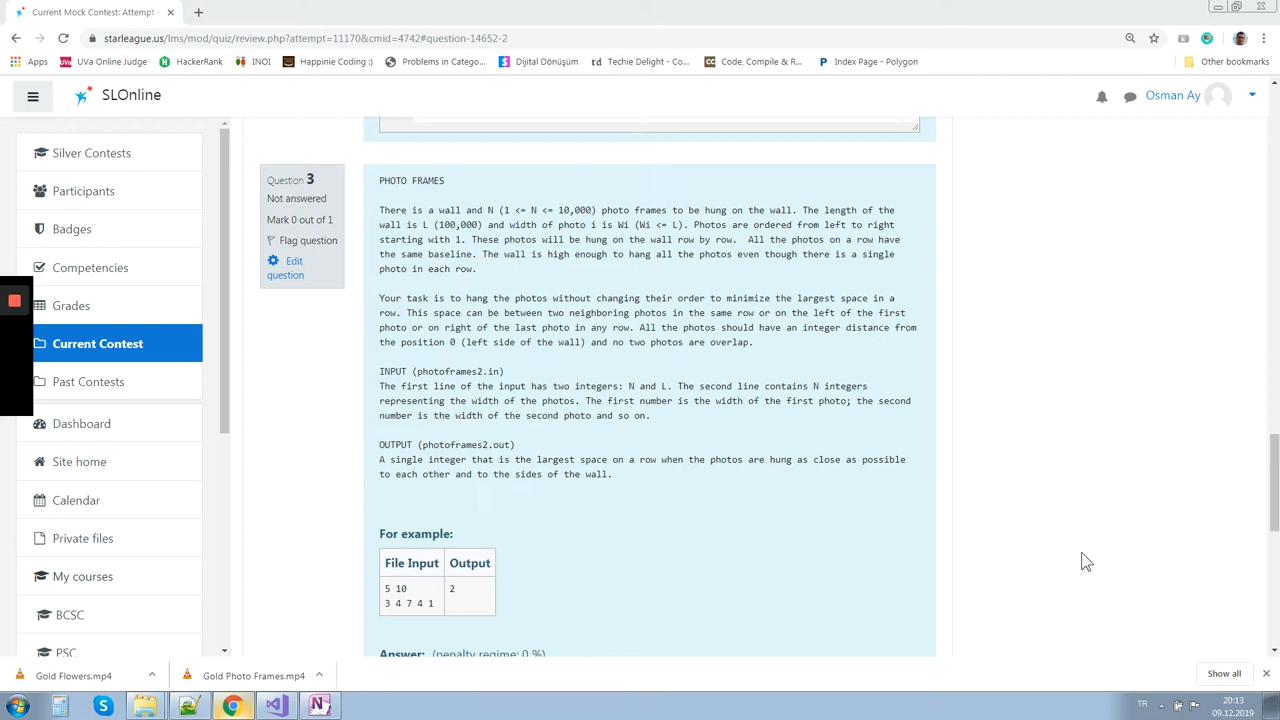 Current Mock Contest: Attempt
starleague.us/lms/mod/quiz/review.php?attempt=11170&cmid=4742#question-14652-2
Apps UVa Online Judge HackerRank INOI Happinie Coding :) Problems in Catego... Dijital Dönüşüm Techie Delight - Co... Code, Compile & R... Index Page - Polygon Other bookmarks
SLOnline
Osman Ay
Silver Contests
Participants
Badges
Competencies
Grades
Current Contest
Past Contests
Dashboard
Site home
Calendar
Private files
My courses
BCSC
PSC
Question 3
Not answered
Mark 0 out of 1
Flag question
Edit
question
PHOTO FRAMES
There is a wall and N (1 <= N <= 10,000) photo frames to be hung on the wall. The length of the
wall is L (100,000) and width of photo i is Wi (Wi <= L). Photos are ordered from left to right
starting with 1. These photos will be hung on the wall row by row.  All the photos on a row have
the same baseline. The wall is high enough to hang all the photos even though there is a single
photo in each row.
Your task is to hang the photos without changing their order to minimize the largest space in a
row. This space can be between two neighboring photos in the same row or on the left of the first
photo or on right of the last photo in any row. All the photos should have an integer distance from
the position 0 (left side of the wall) and no two photos are overlap.
INPUT (photoframes2.in)
The first line of the input has two integers: N and L. The second line contains N integers
representing the width of the photos. The first number is the width of the first photo; the second
number is the width of the second photo and so on.
OUTPUT (photoframes2.out)
A single integer that is the largest space on a row when the photos are hung as close as possible
to each other and to the sides of the wall.
For example:
File Input Output
5 10 2
3 4 7 4 1
Answer: (penalty regime: 0 %)
Gold Flowers.mp4
Gold Photo Frames.mp4
Show all
TR
20:13
09.12.2019